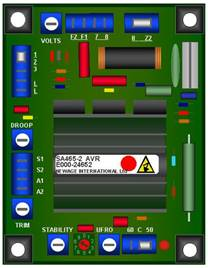 VOLTS
F2 F1 7 8
Z2
1
2
3
L
L
DROOP
SA465-2 AVR
E000-24652
NEWAGE INTERNATIONAL Ltd
S1
S2
A1
A2
TRIM
STABILITY
UFRO
60 C 50